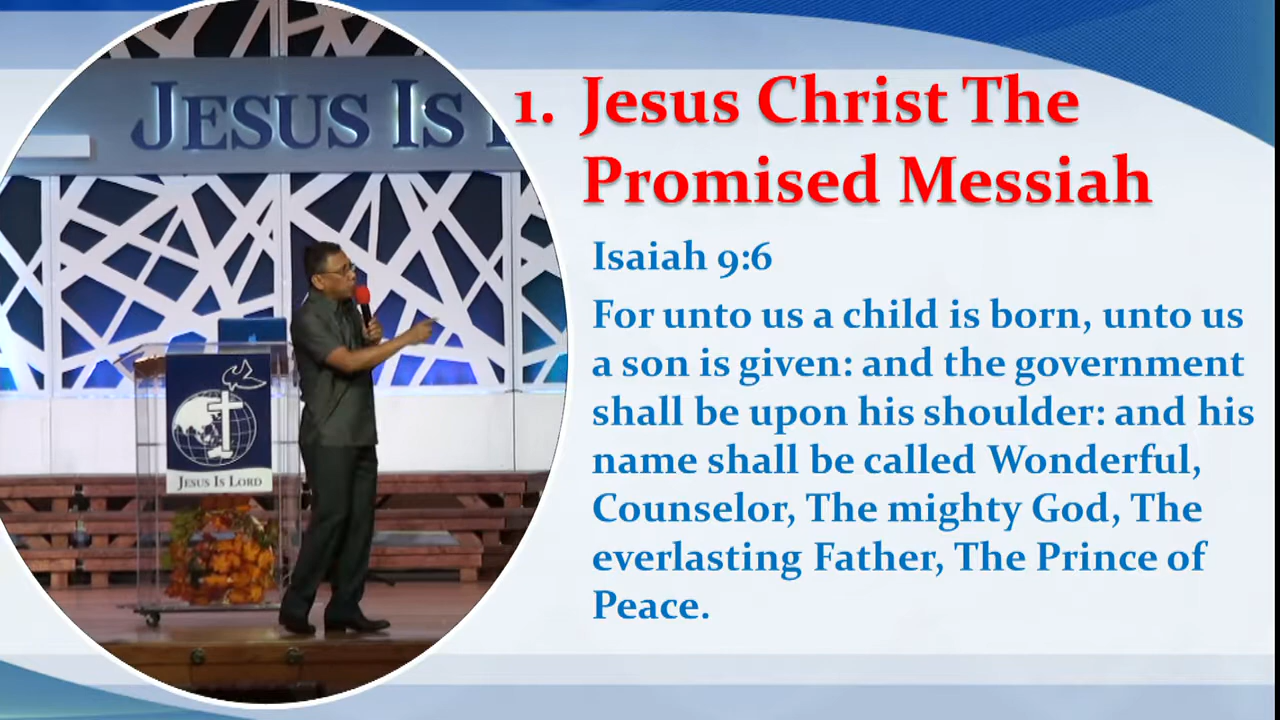 JESUS IS
1. Jesus Christ The
Promised Messiah
Isaiah 9:6
For unto us a child is born, unto us
a son is given: and the government
shall be upon his shoulder: and his
name shall be called Wonderful,
Counselor, The mighty God, The
everlasting Father, The Prince of
Peace.
JESUS IS LORD